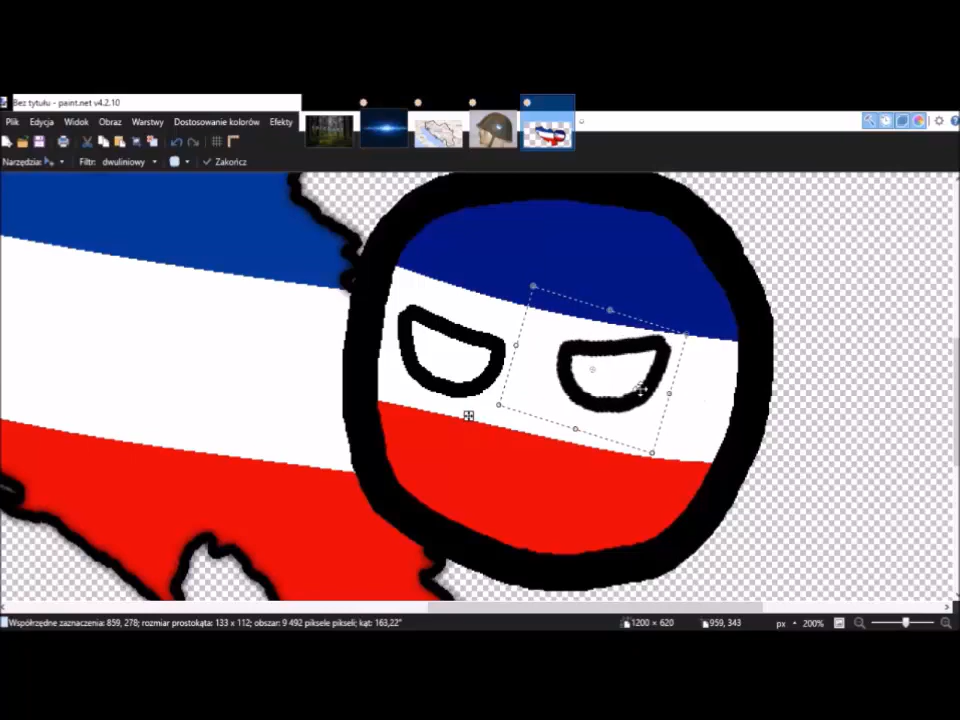 Bez tytułu - paint.net v4.2.10
Plik Edycja Widok Obraz Warstwy Dostosowanie kolorów Efekty
Narzędzia: Filtr: dwuliniowy Zakończ
Współrzędne zaznaczenia: 859, 278; rozmiar prostokąta: 133 x 112; obszar: 9 492 piksele pikseli; kąt: 163,22° 1200 × 620 959, 343 px 200%